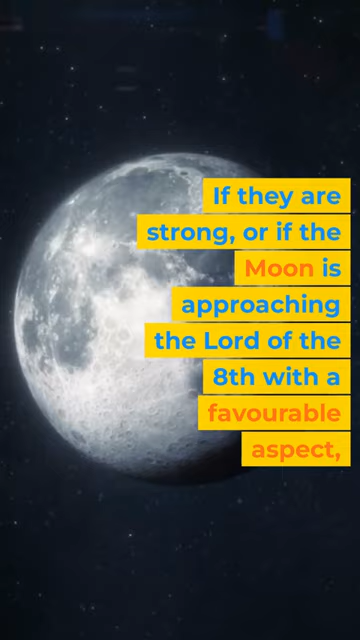 If they are
strong, or if the
Moon is
approaching
the Lord of the
8th with a
favourable
aspect,